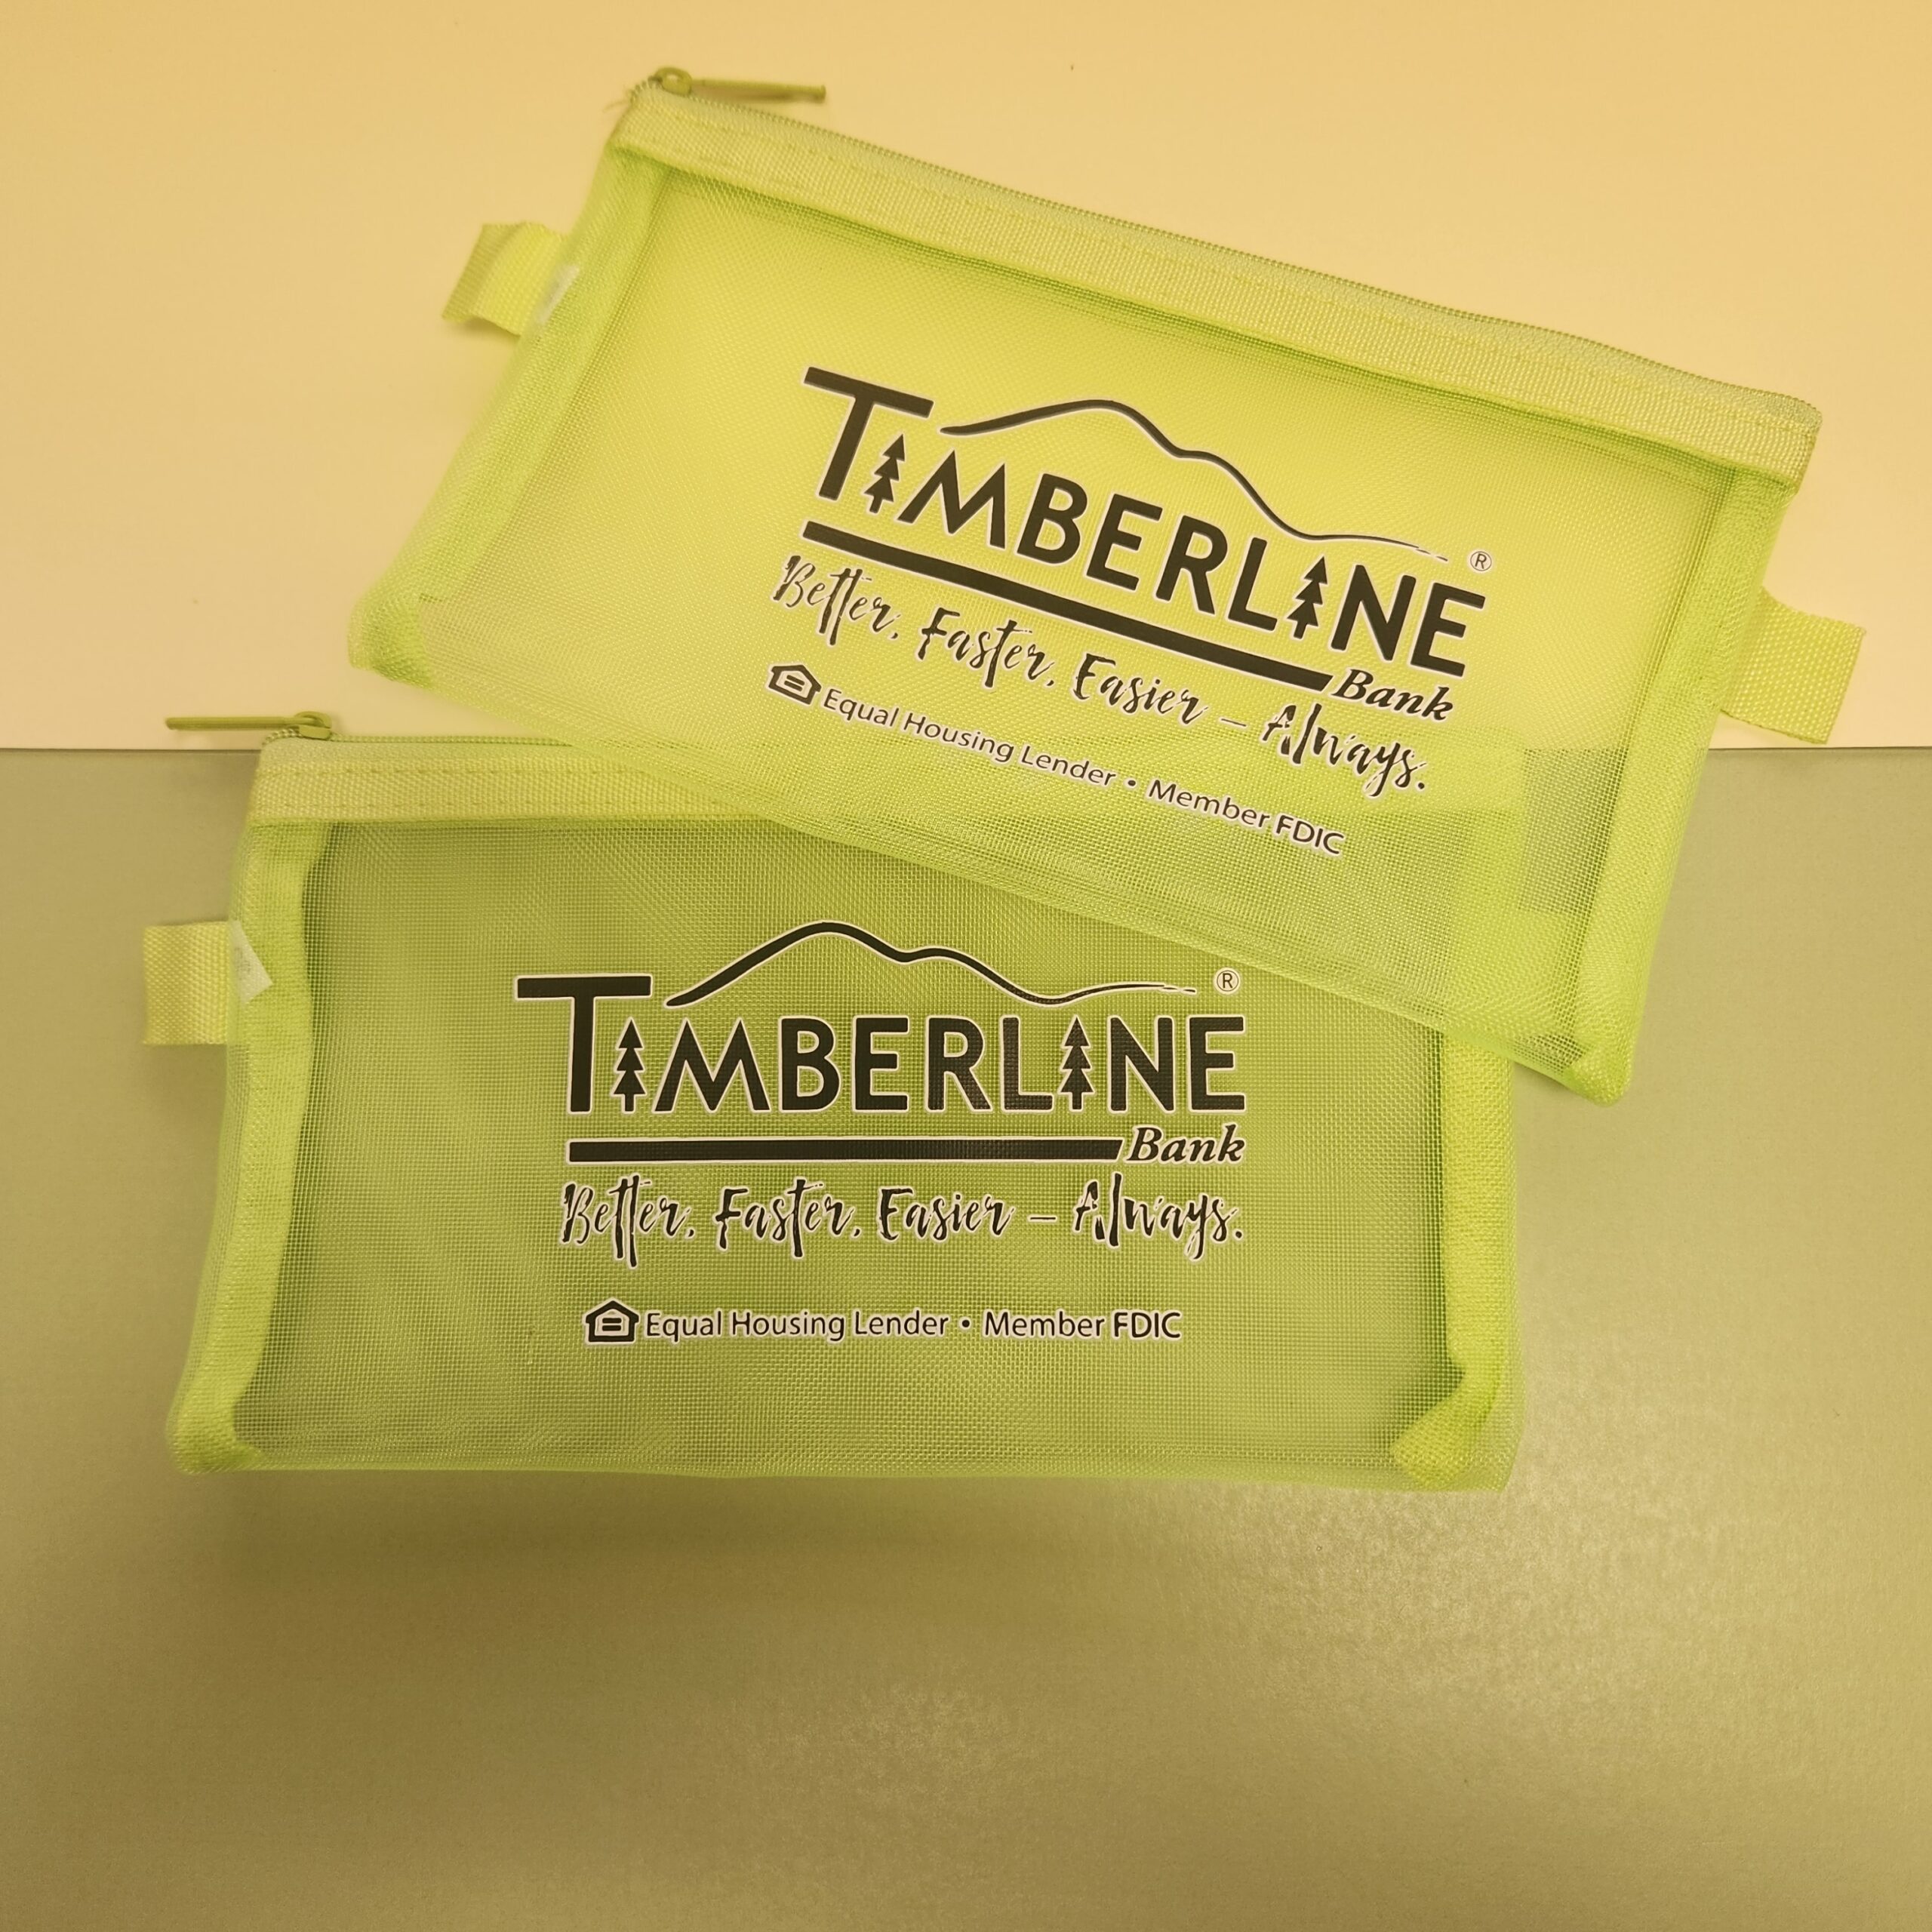 TIMBERLINE ®
Bank
Better, Faster, Easier – Always.
Equal Housing Lender • Member FDIC
TIMBERLINE ®
Bank
Better, Faster, Easier – Always.
Equal Housing Lender • Member FDIC